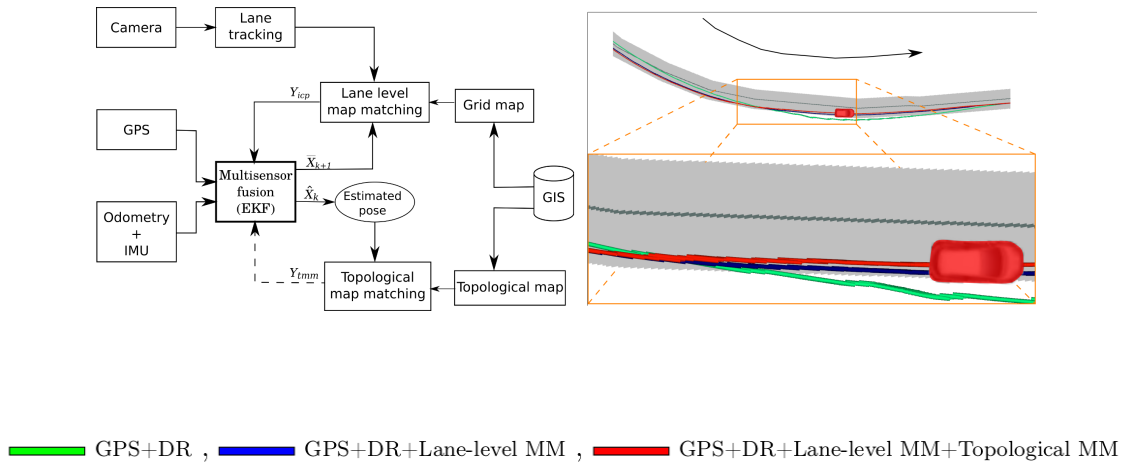 Camera
Lane
tracking
Lane level
map matching
Y_icp
Grid map
GPS
X̅_k+1
Multisensor
fusion
(EKF)
X̂_k
Estimated
pose
GIS
Odometry
+
IMU
Y_tmm
Topological
map matching
Topological map
GPS+DR , GPS+DR+Lane-level MM , GPS+DR+Lane-level MM+Topological MM